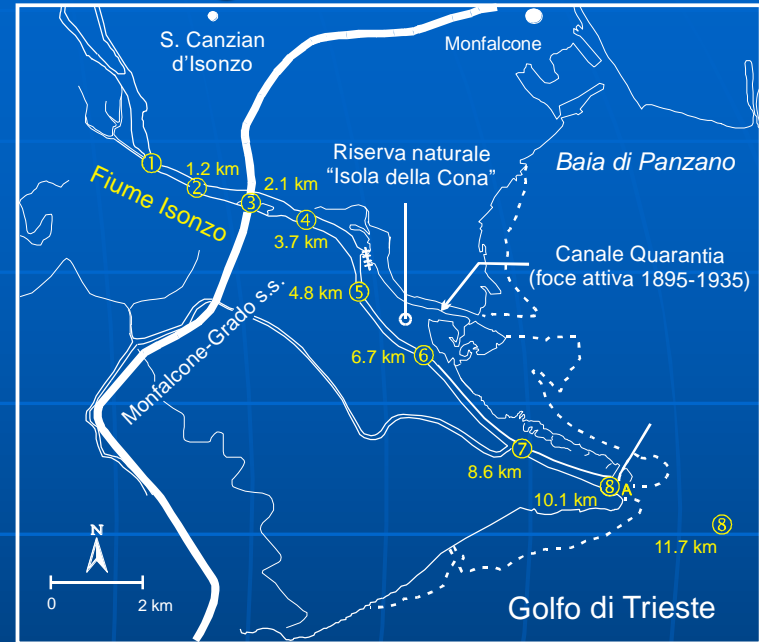 S. Canzian
d'Isonzo
Monfalcone
Riserva naturale
“Isola della Cona”
Baia di Panzano
① 1.2 km
②
Fiume Isonzo
③ 2.1 km
④
3.7 km
Canale Quarantia
(foce attiva 1895-1935)
4.8 km ⑤
Monfalcone-Grado s.s.
6.7 km ⑥
⑦
8.6 km
⑧ A
10.1 km
⑧
11.7 km
N
0 2 km
Golfo di Trieste